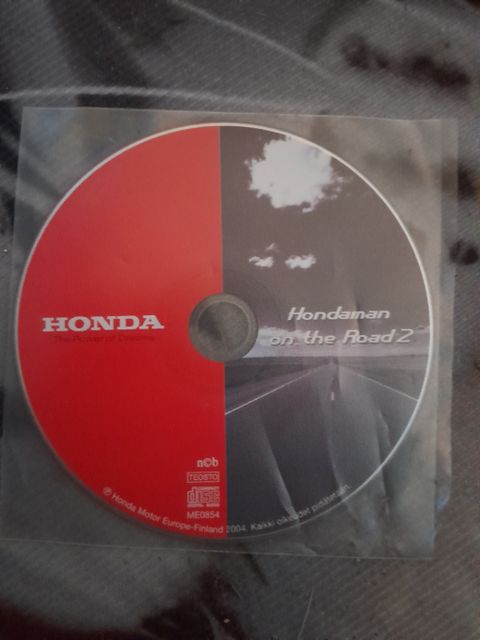 HONDA
The Power of Dreams
Hondaman
on the Road 2
n©b
TEOSTO
disc
ME0854
℗ Honda Motor Europe-Finland 2004. Kaikki oikeudet pidätetään.